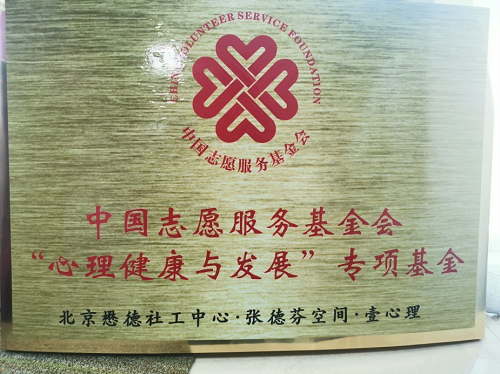 CHINA VOLUNTEER SERVICE FOUNDATION
中国志愿服务基金会
中国志愿服务基金会
“心理健康与发展”专项基金
北京懋德社工中心·张德芬空间·壹心理